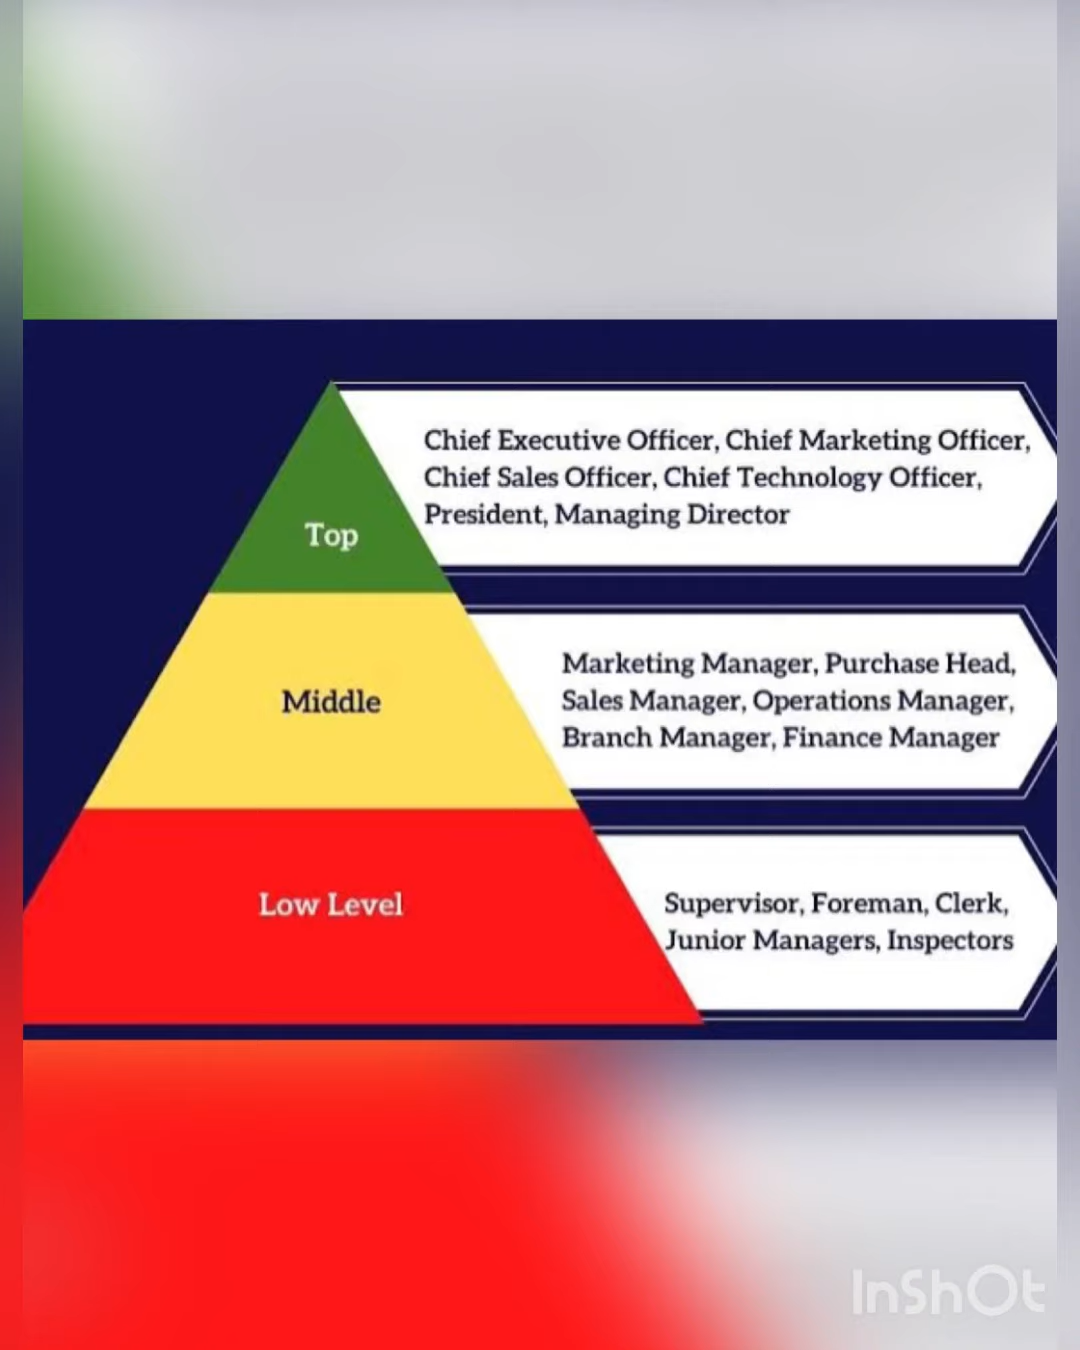 Chief Executive Officer, Chief Marketing Officer,
Chief Sales Officer, Chief Technology Officer,
President, Managing Director
Top
Marketing Manager, Purchase Head,
Sales Manager, Operations Manager,
Branch Manager, Finance Manager
Middle
Supervisor, Foreman, Clerk,
Junior Managers, Inspectors
Low Level
InShOt